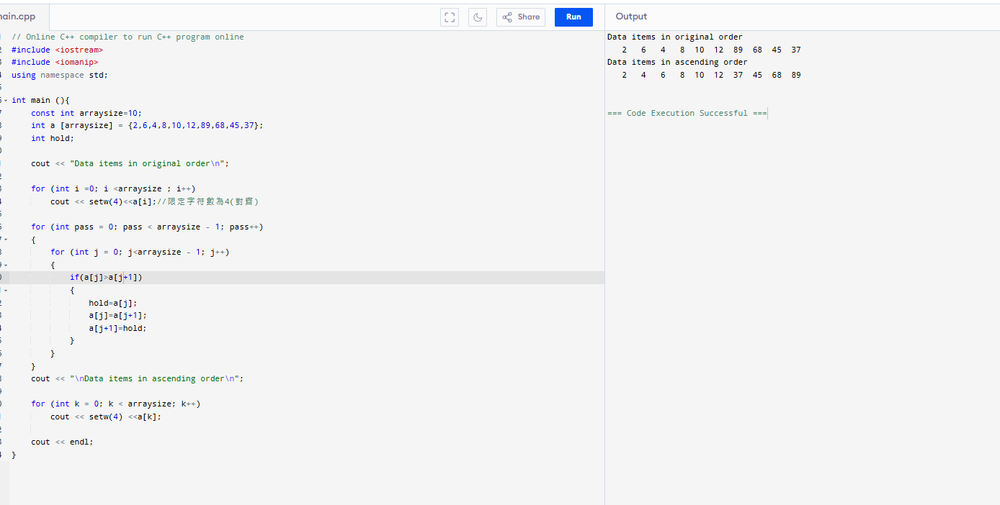 main.cpp
Share
Run
Output
// Online C++ compiler to run C++ program online
#include <iostream>
#include <iomanip>
using namespace std;
int main (){
const int arraysize=10;
int a [arraysize] = {2,6,4,8,10,12,89,68,45,37};
int hold;
cout << "Data items in original order\n";
for (int i =0; i <arraysize ; i++)
cout << setw(4)<<a[i];//限定字符數為4(對齊)
for (int pass = 0; pass < arraysize - 1; pass++)
{
for (int j = 0; j<arraysize - 1; j++)
{
if(a[j]>a[j+1])
{
hold=a[j];
a[j]=a[j+1];
a[j+1]=hold;
}
}
}
cout << "\nData items in ascending order\n";
for (int k = 0; k < arraysize; k++)
cout << setw(4) <<a[k];
cout << endl;
}
Data items in original order
2 6 4 8 10 12 89 68 45 37
Data items in ascending order
2 4 6 8 10 12 37 45 68 89
=== Code Execution Successful ===